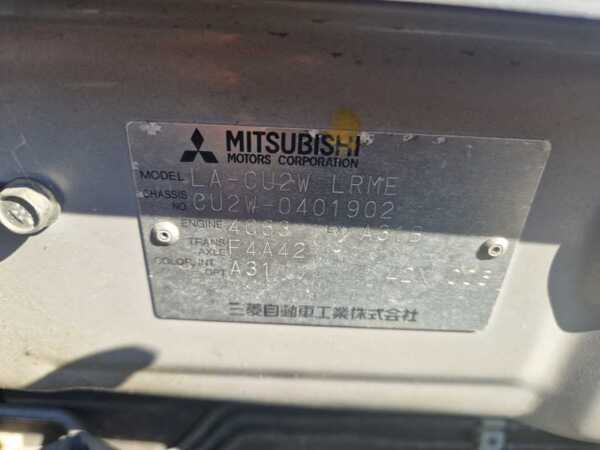 MITSUBISHI
MOTORS CORPORATION
MODEL LA-CU2W LRME
CHASSIS NO CU2W-0401902
ENGINE 4G63
TRANS AXLE F4A42
COLOR, INT OPT A31
三菱自動車工業株式会社